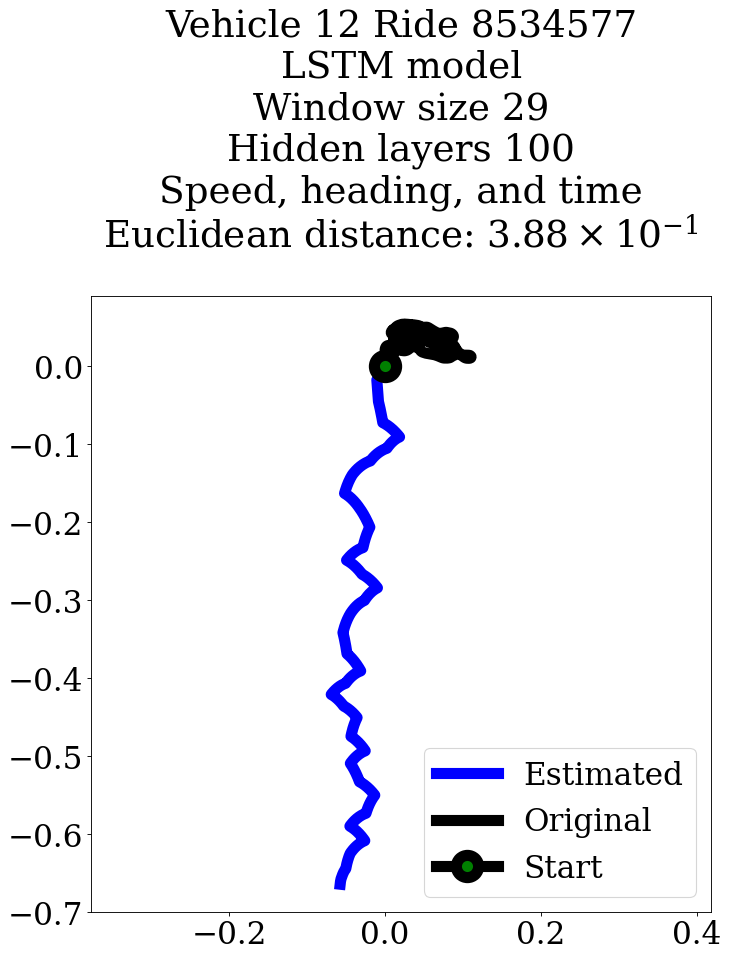 Vehicle 12 Ride 8534577
LSTM model
Window size 29
Hidden layers 100
Speed, heading, and time
Euclidean distance: 3.88 × 10⁻¹
0.0
−0.1
−0.2
−0.3
−0.4
−0.5
−0.6
−0.7
Estimated
Original
Start
−0.2 0.0 0.2 0.4